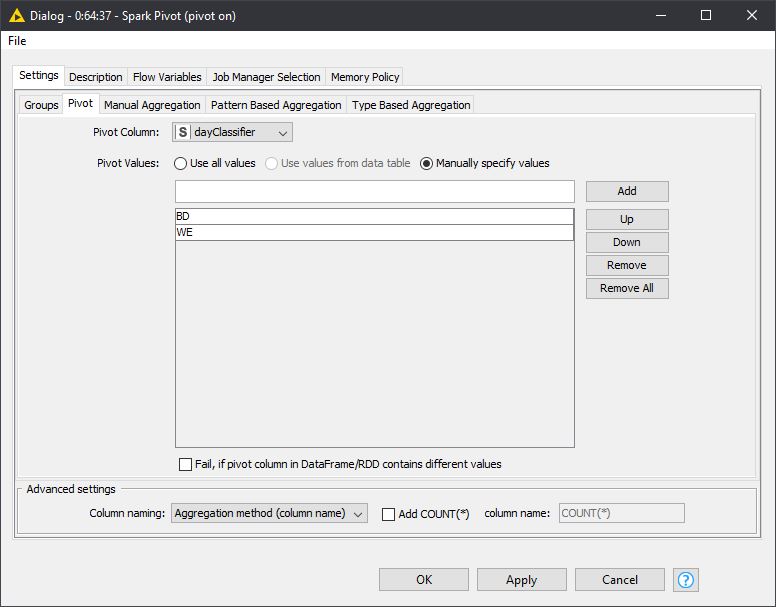 Dialog - 0:64:37 - Spark Pivot (pivot on)
File
Settings Description Flow Variables Job Manager Selection Memory Policy
Groups Pivot Manual Aggregation Pattern Based Aggregation Type Based Aggregation
Pivot Column: S dayClassifier
Pivot Values: Use all values Use values from data table Manually specify values
Add
BD Up
WE
Down
Remove
Remove All
Fail, if pivot column in DataFrame/RDD contains different values
Advanced settings
Column naming: Aggregation method (column name) Add COUNT(*) column name: COUNT(*)
OK Apply Cancel ?